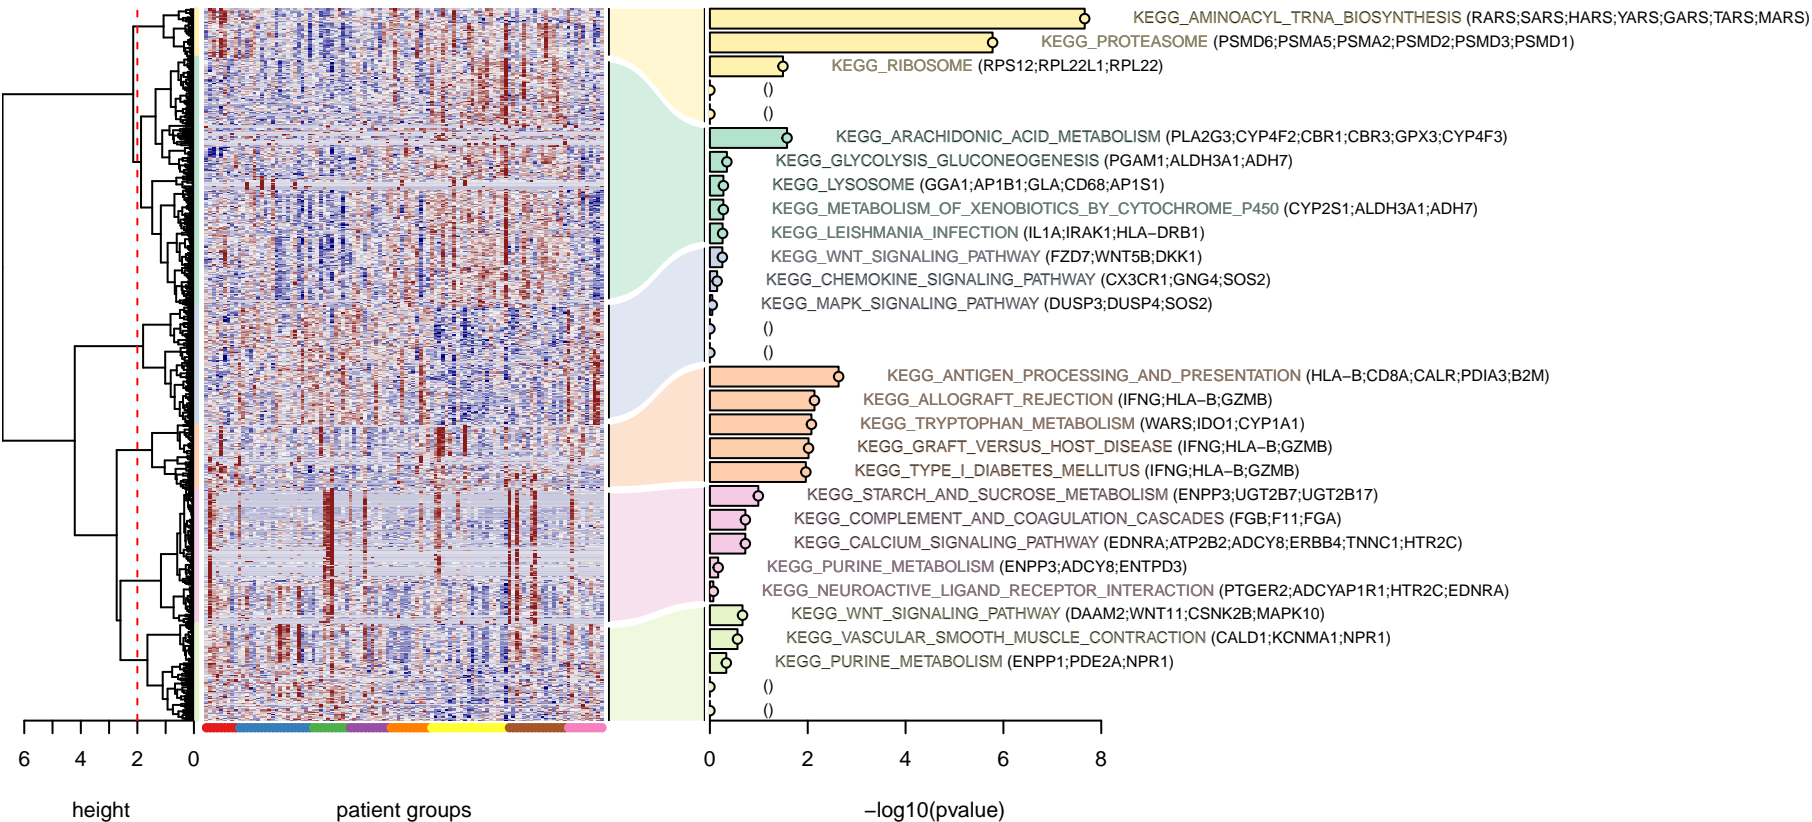 KEGG_AMINOACYL_TRNA_BIOSYNTHESIS (RARS;SARS;HARS;YARS;GARS;TARS;MARS)
KEGG_PROTEASOME (PSMD6;PSMA5;PSMA2;PSMD2;PSMD3;PSMD1)
KEGG_RIBOSOME (RPS12;RPL22L1;RPL22)
()
()
KEGG_ARACHIDONIC_ACID_METABOLISM (PLA2G3;CYP4F2;CBR1;CBR3;GPX3;CYP4F3)
KEGG_GLYCOLYSIS_GLUCONEOGENESIS (PGAM1;ALDH3A1;ADH7)
KEGG_LYSOSOME (GGA1;AP1B1;GLA;CD68;AP1S1)
KEGG_METABOLISM_OF_XENOBIOTICS_BY_CYTOCHROME_P450 (CYP2S1;ALDH3A1;ADH7)
KEGG_LEISHMANIA_INFECTION (IL1A;IRAK1;HLA−DRB1)
KEGG_WNT_SIGNALING_PATHWAY (FZD7;WNT5B;DKK1)
KEGG_CHEMOKINE_SIGNALING_PATHWAY (CX3CR1;GNG4;SOS2)
KEGG_MAPK_SIGNALING_PATHWAY (DUSP3;DUSP4;SOS2)
()
()
KEGG_ANTIGEN_PROCESSING_AND_PRESENTATION (HLA−B;CD8A;CALR;PDIA3;B2M)
KEGG_ALLOGRAFT_REJECTION (IFNG;HLA−B;GZMB)
KEGG_TRYPTOPHAN_METABOLISM (WARS;IDO1;CYP1A1)
KEGG_GRAFT_VERSUS_HOST_DISEASE (IFNG;HLA−B;GZMB)
KEGG_TYPE_I_DIABETES_MELLITUS (IFNG;HLA−B;GZMB)
KEGG_STARCH_AND_SUCROSE_METABOLISM (ENPP3;UGT2B7;UGT2B17)
KEGG_COMPLEMENT_AND_COAGULATION_CASCADES (FGB;F11;FGA)
KEGG_CALCIUM_SIGNALING_PATHWAY (EDNRA;ATP2B2;ADCY8;ERBB4;TNNC1;HTR2C)
KEGG_PURINE_METABOLISM (ENPP3;ADCY8;ENTPD3)
KEGG_NEUROACTIVE_LIGAND_RECEPTOR_INTERACTION (PTGER2;ADCYAP1R1;HTR2C;EDNRA)
KEGG_WNT_SIGNALING_PATHWAY (DAAM2;WNT11;CSNK2B;MAPK10)
KEGG_VASCULAR_SMOOTH_MUSCLE_CONTRACTION (CALD1;KCNMA1;NPR1)
KEGG_PURINE_METABOLISM (ENPP1;PDE2A;NPR1)
()
()
6 4 2 0 0 2 4 6 8
height patient groups −log10(pvalue)